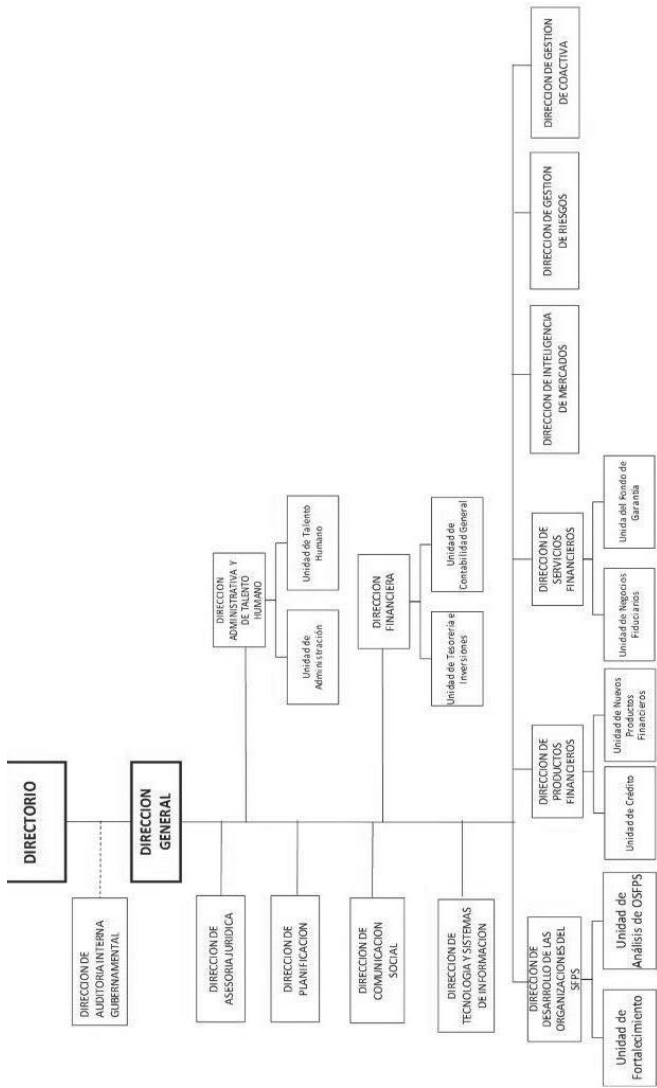 DIRECTORIO
DIRECCION DE
AUDITORIA INTERNA
GUBERNAMENTAL
DIRECCION
GENERAL
DIRECCION DE
ASESORIA JURIDICA
DIRECCION
ADMINISTRATIVA Y
DE TALENTO
HUMANO
DIRECCION DE
PLANIFICACION
Unidad de
Administración
Unidad de Talento
Humano
DIRECCION DE
COMUNICACION
SOCIAL
DIRECCION
FINANCIERA
DIRECCION DE
TECNOLOGIA Y SISTEMAS
DE INFORMACION
Unidad de Tesorería e
Inversiones
Unidad de
Contabilidad General
DIRECCION DE
DESARROLLO DE LAS
ORGANIZACIONES DEL
SFPS
DIRECCION DE
PRODUCTOS
FINANCIEROS
DIRECCION DE
SERVICIOS
FINANCIEROS
DIRECCION DE INTELIGENCIA
DE MERCADOS
DIRECCION DE GESTION
DE RIESGOS
DIRECCION DE GESTION
DE COACTIVA
Unidad de
Fortalecimiento
Unidad de
Análisis de OSFPS
Unidad de Crédito
Unidad de Nuevos
Productos
Financieros
Unidad de Negocios
Fiduciarios
Unida del Fondo de
Garantía